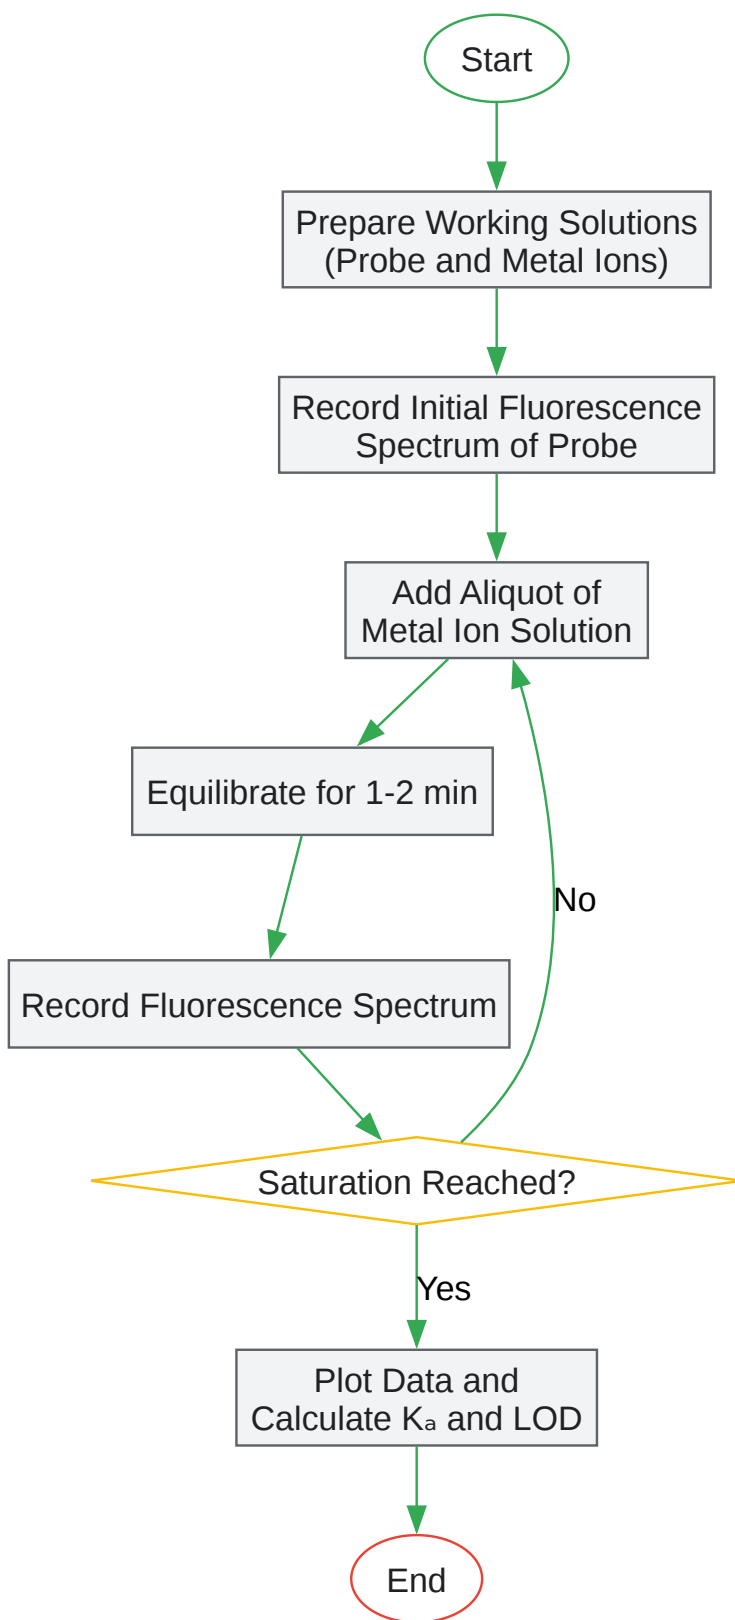 Start
Prepare Working Solutions
(Probe and Metal Ions)
Record Initial Fluorescence
Spectrum of Probe
Add Aliquot of
Metal Ion Solution
Equilibrate for 1-2 min
No
Record Fluorescence Spectrum
Saturation Reached?
Yes
Plot Data and
Calculate Kₐ and LOD
End